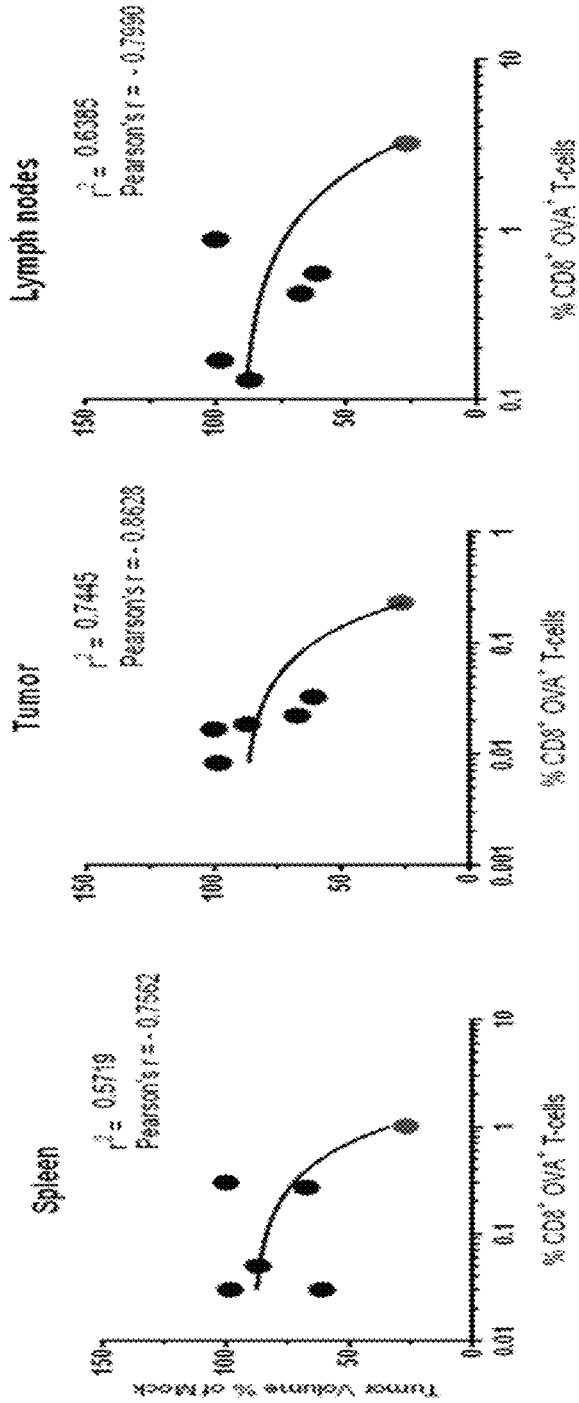 Spleen
r² = 0.5719
Pearson's r = - 0.7562
Tumor Volume % of Mock
150
100
50
0
0.01
0.1
1
10
% CD8⁺ OVA⁺ T-cells
Tumor
r² = 0.7445
Pearson's r = - 0.8628
150
100
50
0
0.001
0.01
0.1
1
% CD8⁺ OVA⁺ T-cells
Lymph nodes
r² = 0.6385
Pearson's r = - 0.7990
150
100
50
0
0.1
1
10
% CD8⁺ OVA⁺ T-cells